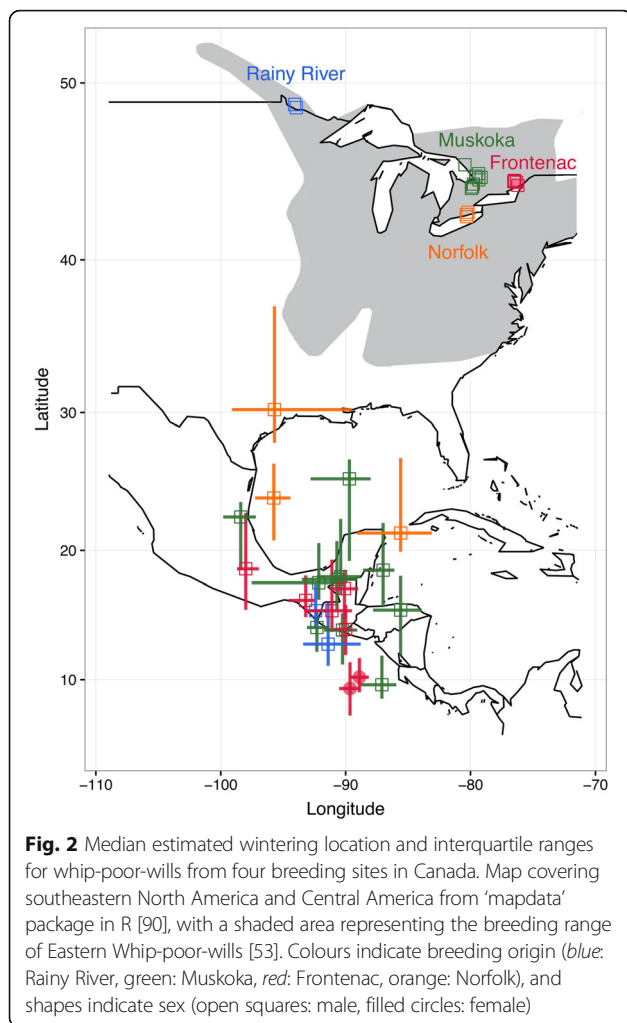 50
40
30
20
10
Latitude
Rainy River
Muskoka
Frontenac
Norfolk
−110
−100
−90
−80
−70
Longitude
Fig. 2 Median estimated wintering location and interquartile ranges
for whip-poor-wills from four breeding sites in Canada. Map covering
southeastern North America and Central America from ‘mapdata’
package in R [90], with a shaded area representing the breeding range
of Eastern Whip-poor-wills [53]. Colours indicate breeding origin (blue:
Rainy River, green: Muskoka, red: Frontenac, orange: Norfolk), and
shapes indicate sex (open squares: male, filled circles: female)